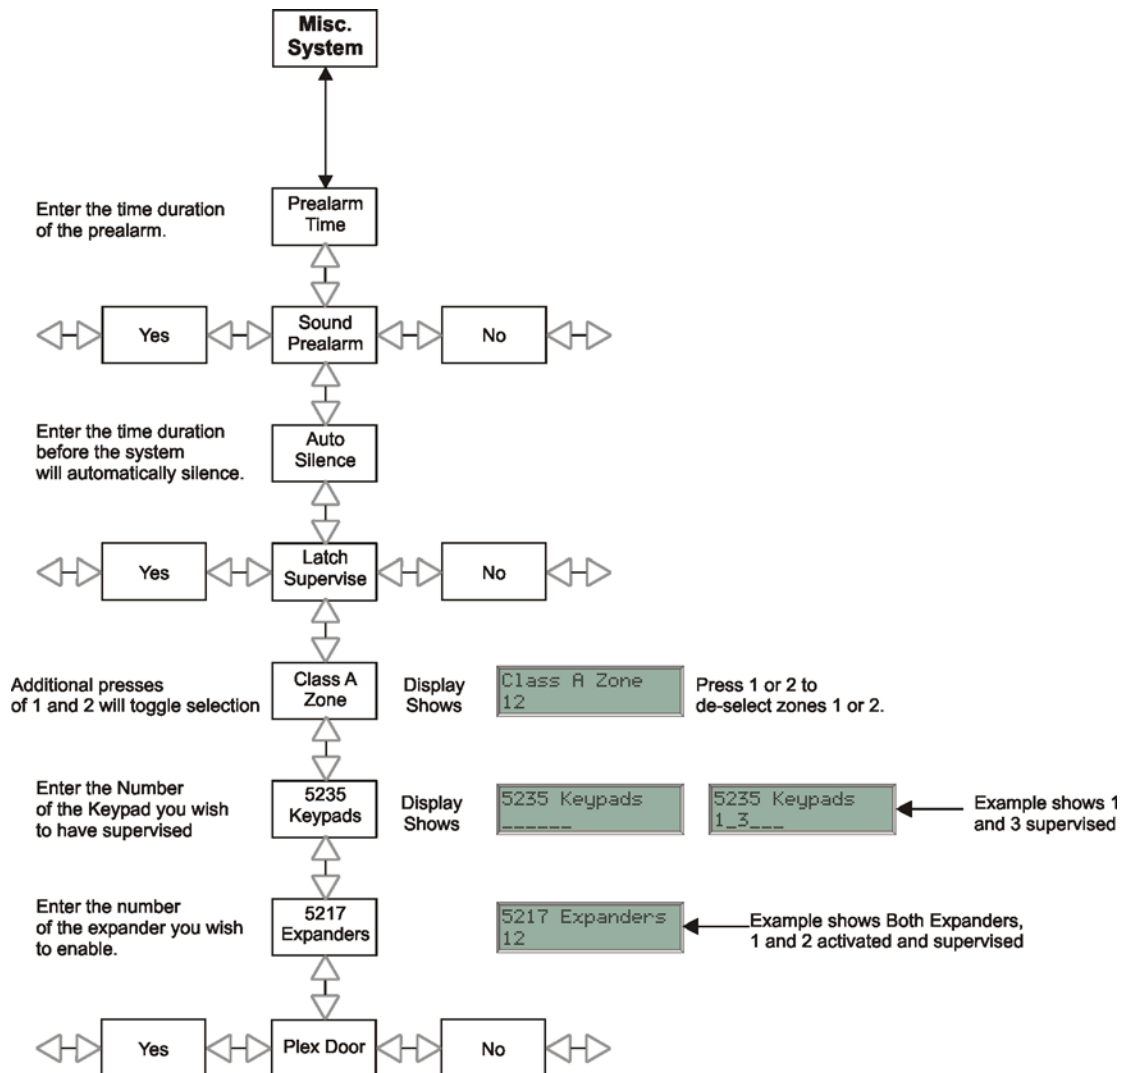 Misc.
System
Enter the time duration
of the prealarm.
Prealarm
Time
Yes
Sound
Prealarm
No
Enter the time duration
before the system
will automatically silence.
Auto
Silence
Yes
Latch
Supervise
No
Additional presses
of 1 and 2 will toggle selection
Class A
Zone
Display
Shows
Class A Zone
12
Press 1 or 2 to
de-select zones 1 or 2.
Enter the Number
of the Keypad you wish
to have supervised
5235
Keypads
Display
Shows
5235 Keypads
______
5235 Keypads
1_3___
Example shows 1
and 3 supervised
Enter the number
of the expander you wish
to enable.
5217
Expanders
5217 Expanders
12
Example shows Both Expanders,
1 and 2 activated and supervised
Yes
Plex Door
No